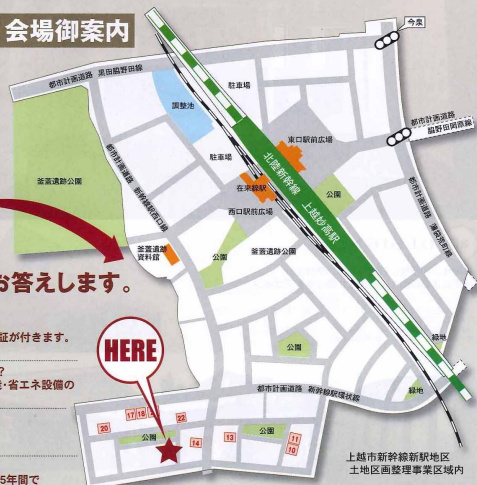 会場御案内
今泉
都市計画道路 黒田脇野田線
駐車場
調整池
都市計画道路
脇野田岡原線
東口駅前広場
駐車場
北陸新幹線 上越妙高駅
釜蓋遺跡公園
都市計画道路 新幹線駅西口線
在来線駅
公園
西口駅前広場
釜蓋遺跡
資料館
公園
釜蓋遺跡公園
お答えします。
証が付きます。
HERE
?
・省エネ設備の
公園
緑地
緑地
都市計画道路 新幹線駅環状線
20
17
18
22
公園
14
13
公園
11
10
上越市新幹線新駅地区
土地区画整理事業区域内
5年間で